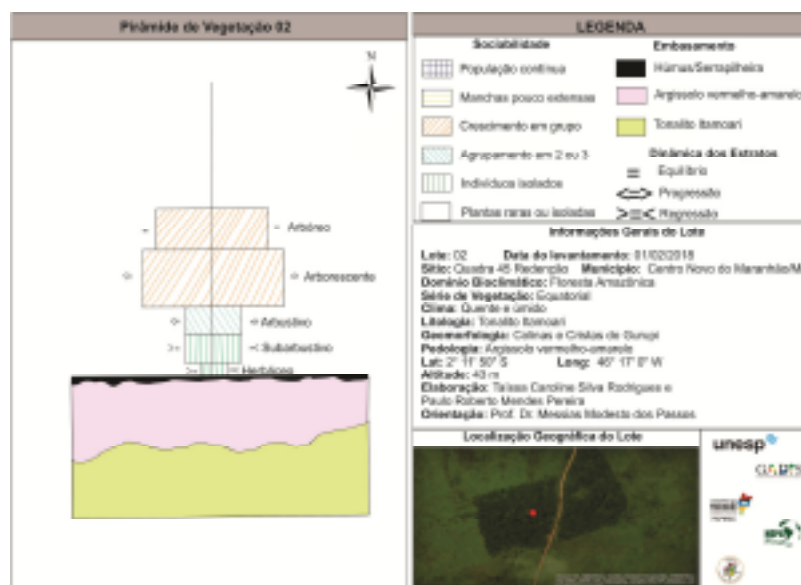 Pirâmide de Vegetação 02
N
Arbóreo
Arborescente
Arbustivo
Subarbustivo
Herbáceo
LEGENDA
Sociabilidade
População contínua
Manchas pouco extensas
Crescimento em grupo
Agrupamento em 2 ou 3
Indivíduos isolados
Plantas raras ou isoladas
Embasamento
Húmus/Serrapilheira
Argissolo vermelho-amarelo
Tonalito Itamoari
Dinâmica dos Estratos
Equilíbrio
Progressão
Regressão
Informações Gerais do Lote
Lote: 02 Data do levantamento: 01/02/2018
Sítio: Quadra 45 Redenção Município: Centro Novo do Maranhão/M
Domínio Bioclimático: Floresta Amazônica
Série de Vegetação: Equatorial
Clima: Quente e úmido
Litologia: Tonalito Itamoari
Geomorfologia: Colinas e Cristas do Gurupi
Pedologia: Argissolo vermelho-amarelo
Lat: 2° 11' 50" S Long: 46° 17' 0" W
Altitude: 43 m
Elaboração: Taíssa Caroline Silva Rodrigues e
Paulo Roberto Mendes Pereira
Orientação: Prof. Dr. Messias Modesto dos Passos
Localização Geográfica do Lote
unesp